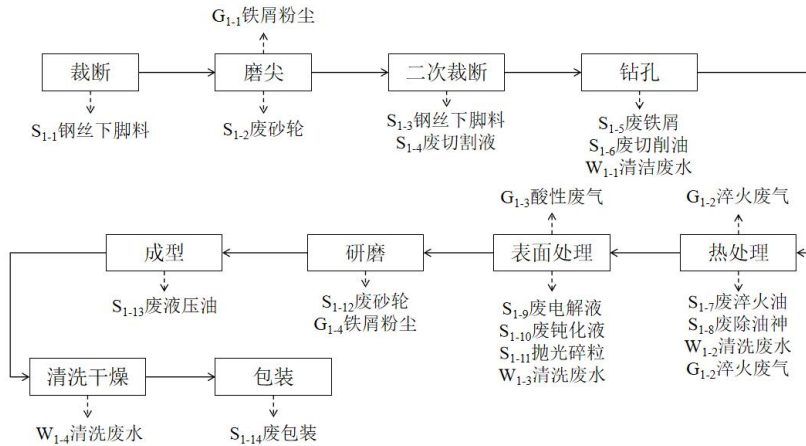 G₁₋₁铁屑粉尘
裁断
磨尖
二次裁断
钻孔
S₁₋₁钢丝下脚料
S₁₋₂废砂轮
S₁₋₃钢丝下脚料
S₁₋₄废切割液
S₁₋₅废铁屑
S₁₋₆废切削油
W₁₋₁清洁废水
G₁₋₃酸性废气
G₁₋₂淬火废气
成型
研磨
表面处理
热处理
S₁₋₁₃废液压油
S₁₋₁₂废砂轮
G₁₋₄铁屑粉尘
S₁₋₉废电解液
S₁₋₁₀废钝化液
S₁₋₁₁抛光碎粒
W₁₋₃清洗废水
S₁₋₇废淬火油
S₁₋₈废除油神
W₁₋₂清洗废水
G₁₋₂淬火废气
清洗干燥
包装
W₁₋₄清洗废水
S₁₋₁₄废包装